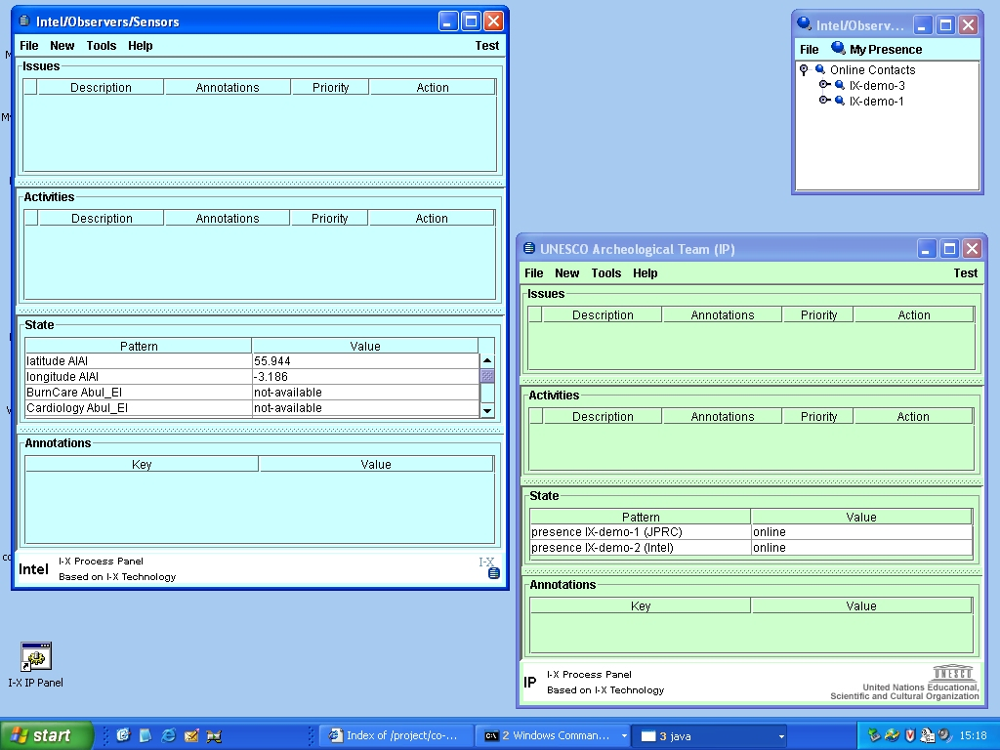 Intel/Observers/Sensors
File New Tools Help Test
Issues
Description Annotations Priority Action
Activities
Description Annotations Priority Action
State
Pattern Value
latitude AIAI 55.944
longitude AIAI -3.186
BurnCare Abul_El not-available
Cardiology Abul_El not-available
Annotations
Key Value
Intel
I-X Process Panel
Based on I-X Technology
I-X
Intel/Observ...
File My Presence
Online Contacts
IX-demo-3
IX-demo-1
UNESCO Archeological Team (IP)
File New Tools Help Test
Issues
Description Annotations Priority Action
Activities
Description Annotations Priority Action
State
Pattern Value
presence IX-demo-1 (JPRC) online
presence IX-demo-2 (Intel) online
Annotations
Key Value
IP
I-X Process Panel
Based on I-X Technology
UNESCO
United Nations Educational,
Scientific and Cultural Organization
I-X IP Panel
start
Index of /project/co-...
2 Windows Comman...
3 java
15:18